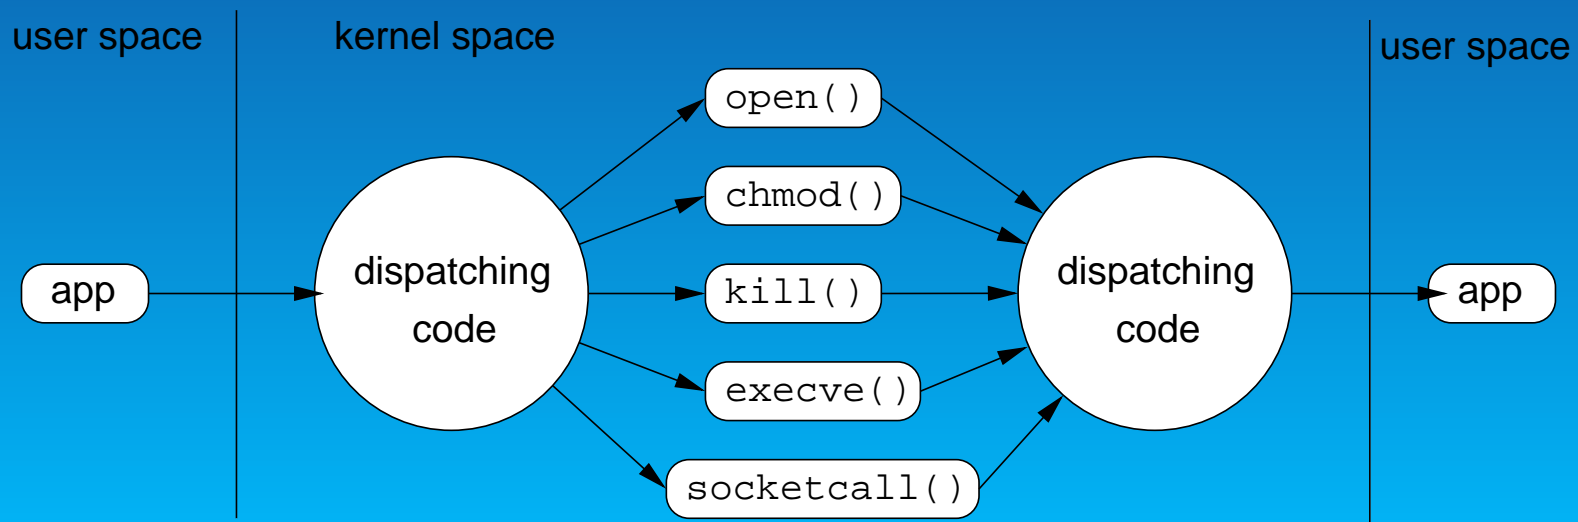 user space
kernel space
user space
open()
chmod()
app
dispatching
code
kill()
dispatching
code
app
execve()
socketcall()